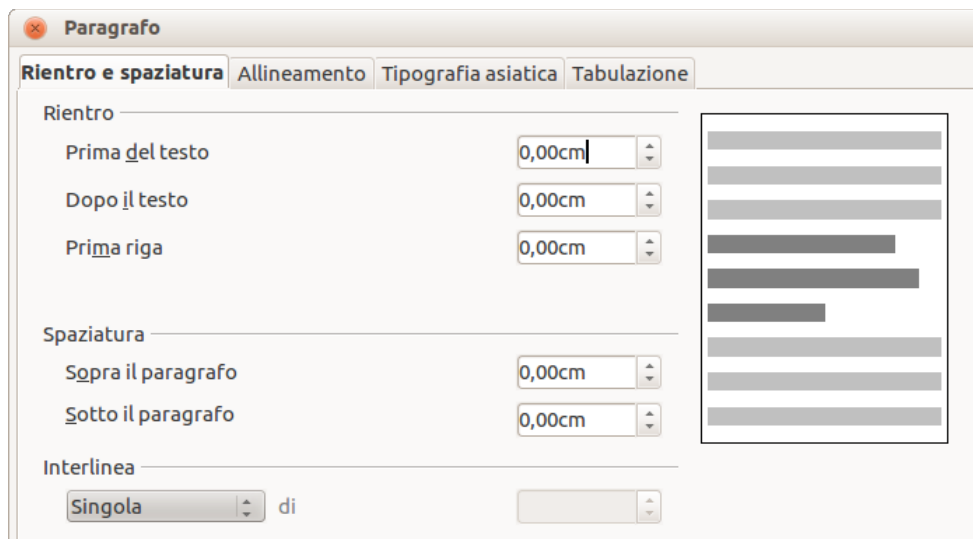 Paragrafo
Rientro e spaziatura Allineamento Tipografia asiatica Tabulazione
Rientro
Prima del testo 0,00cm
Dopo il testo 0,00cm
Prima riga 0,00cm
Spaziatura
Sopra il paragrafo 0,00cm
Sotto il paragrafo 0,00cm
Interlinea
Singola di